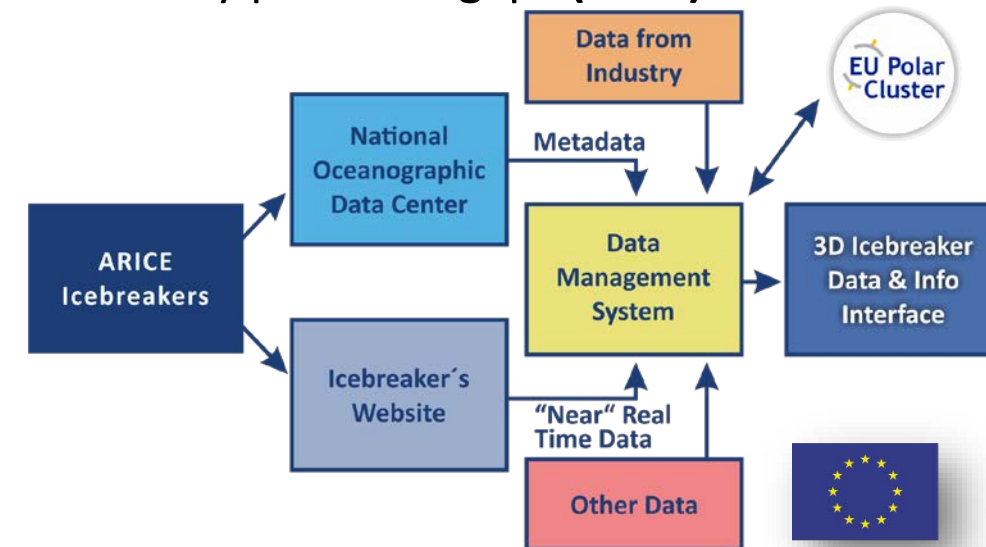 Data from
Industry
EU Polar
Cluster
National
Oceanographic
Data Center
Metadata
ARICE
Icebreakers
Data
Management
System
3D Icebreaker
Data & Info
Interface
Icebreaker´s
Website
“Near“ Real
Time Data
Other Data